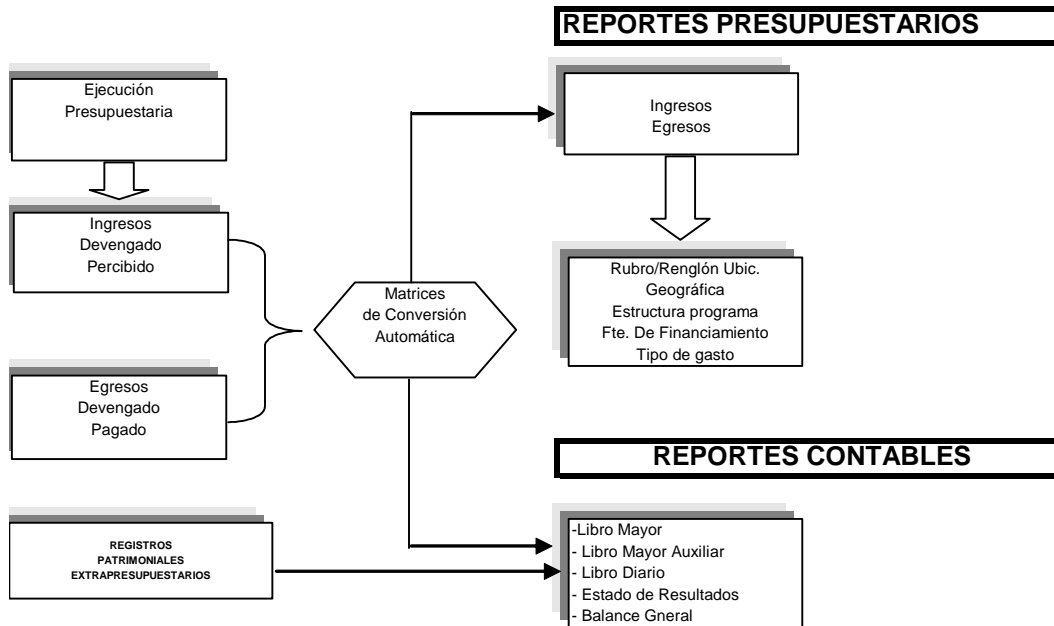 REPORTES PRESUPUESTARIOS
Ejecución
Presupuestaria
Ingresos
Egresos
Ingresos
Devengado
Percibido
Rubro/Renglón Ubic.
Geográfica
Estructura programa
Fte. De Financiamiento
Tipo de gasto
Matrices
de Conversión
Automática
Egresos
Devengado
Pagado
REPORTES CONTABLES
REGISTROS
PATRIMONIALES
EXTRAPRESUPUESTARIOS
-Libro Mayor
- Libro Mayor Auxiliar
- Libro Diario
- Estado de Resultados
- Balance Gneral